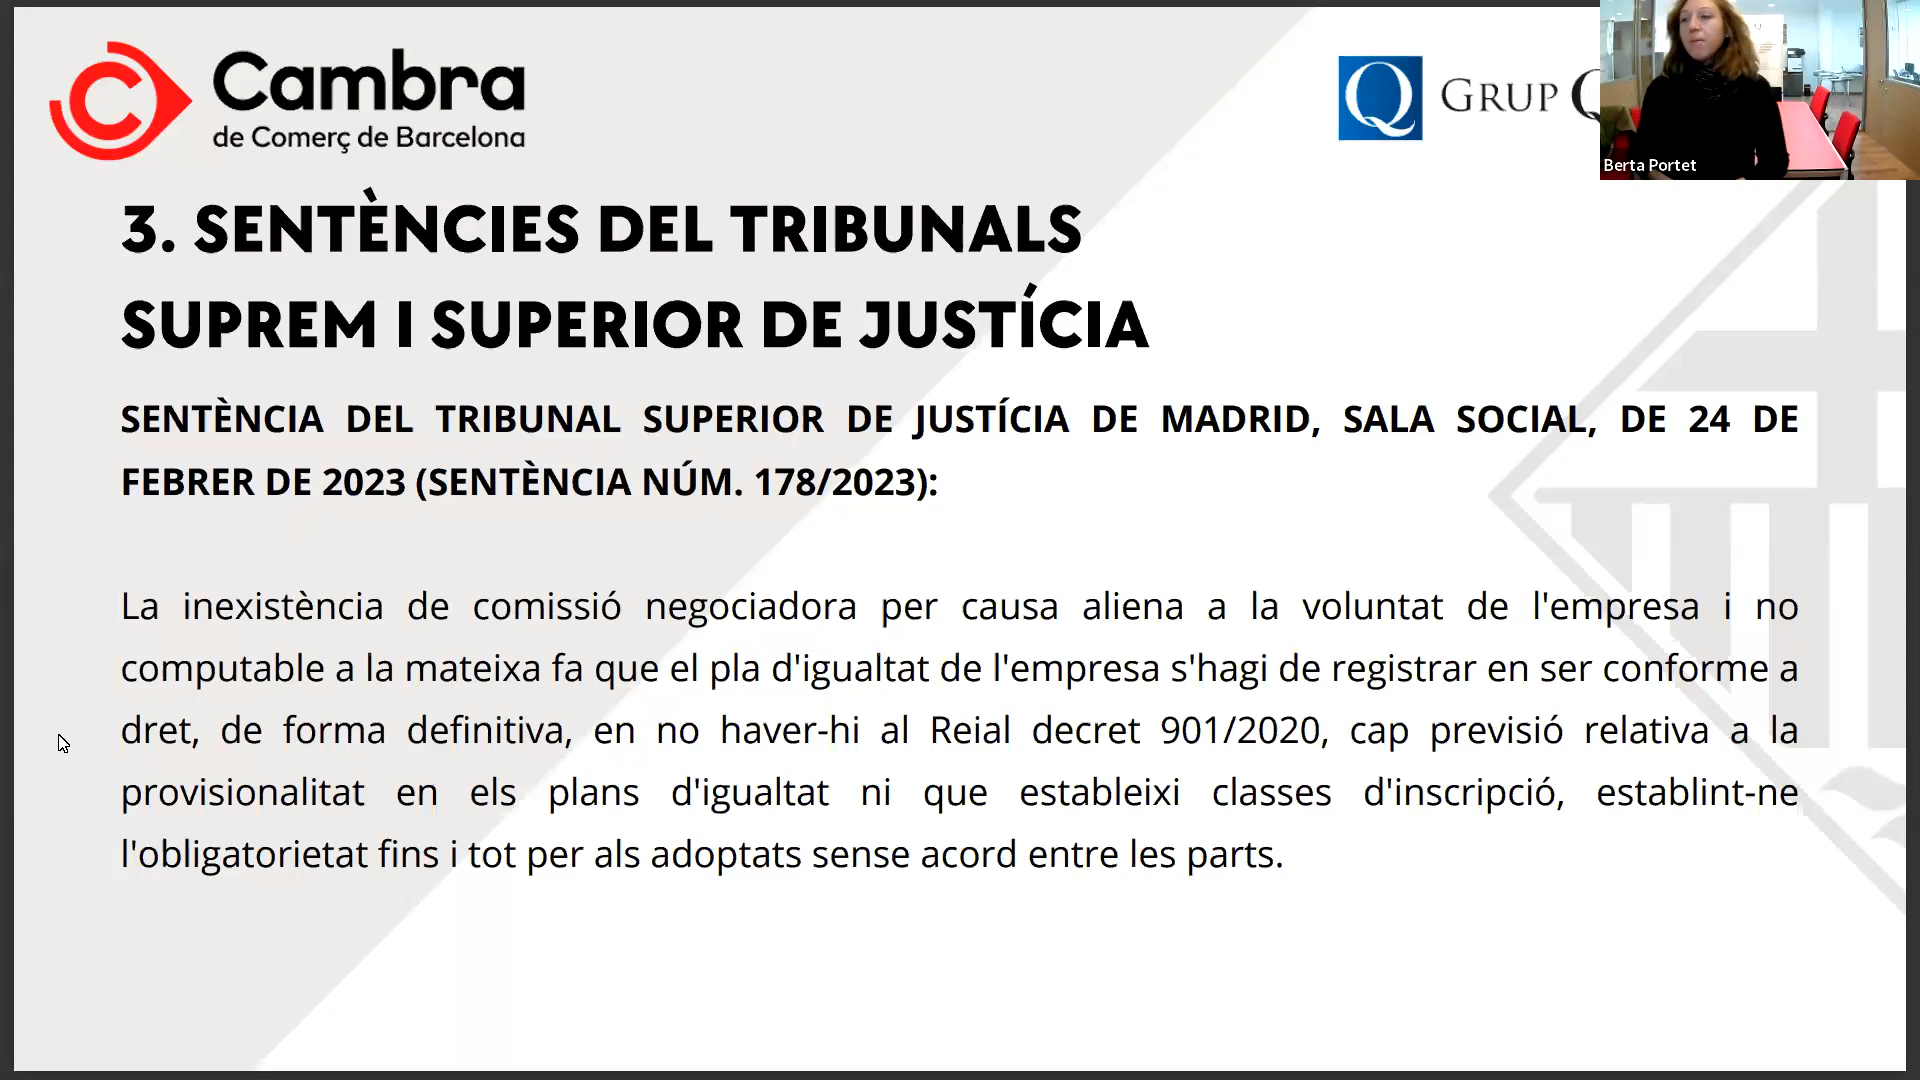 Cambra
de Comerç de Barcelona
Q GRUP Q
Berta Portet
3. SENTÈNCIES DEL TRIBUNALS
SUPREM I SUPERIOR DE JUSTÍCIA
SENTÈNCIA DEL TRIBUNAL SUPERIOR DE JUSTÍCIA DE MADRID, SALA SOCIAL, DE 24 DE
FEBRER DE 2023 (SENTÈNCIA NÚM. 178/2023):
La inexistència de comissió negociadora per causa aliena a la voluntat de l'empresa i no
computable a la mateixa fa que el pla d'igualtat de l'empresa s'hagi de registrar en ser conforme a
dret, de forma definitiva, en no haver-hi al Reial decret 901/2020, cap previsió relativa a la
provisionalitat en els plans d'igualtat ni que estableixi classes d'inscripció, establint-ne
l'obligatorietat fins i tot per als adoptats sense acord entre les parts.